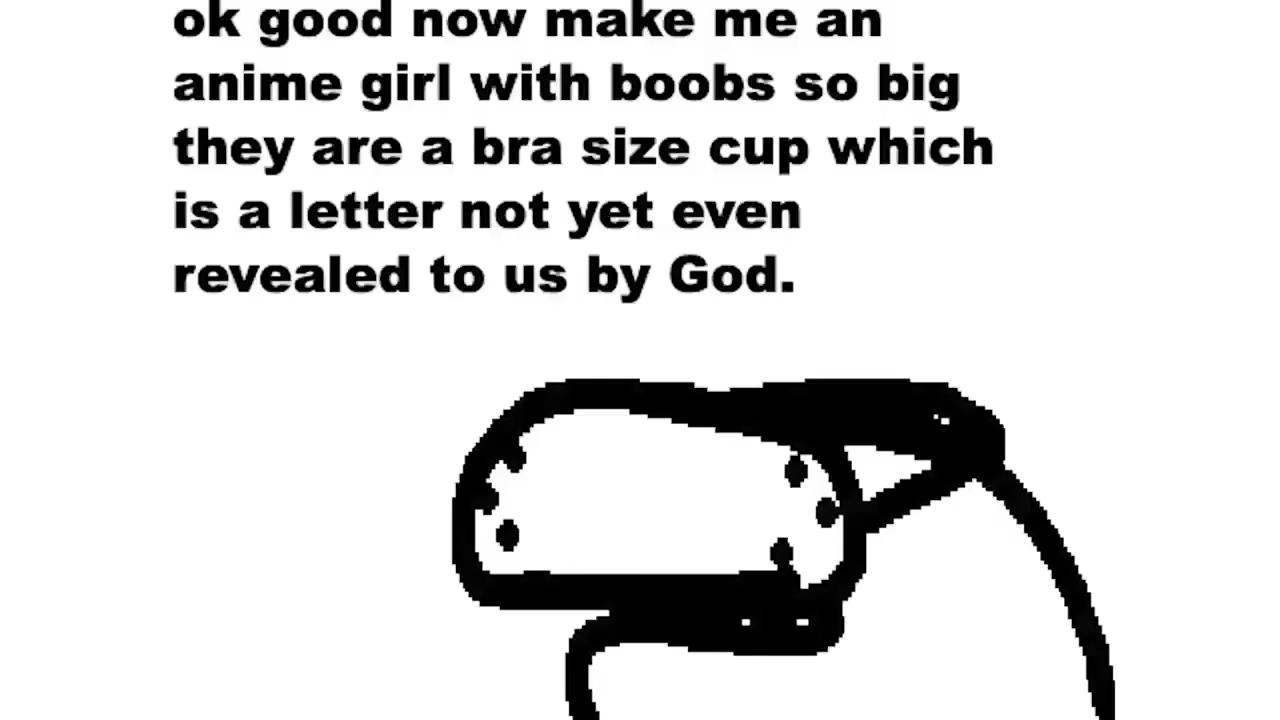 ok good now make me an
anime girl with boobs so big
they are a bra size cup which
is a letter not yet even
revealed to us by God.